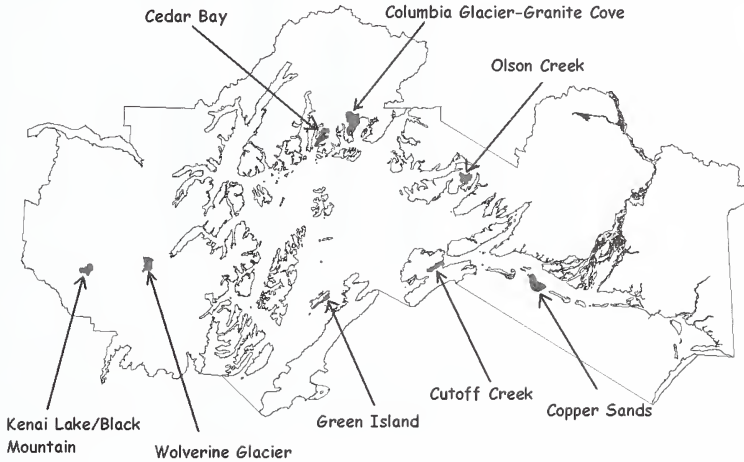 Cedar Bay
Columbia Glacier-Granite Cove
Olson Creek
Kenai Lake/Black
Mountain
Wolverine Glacier
Green Island
Cutoff Creek
Copper Sands